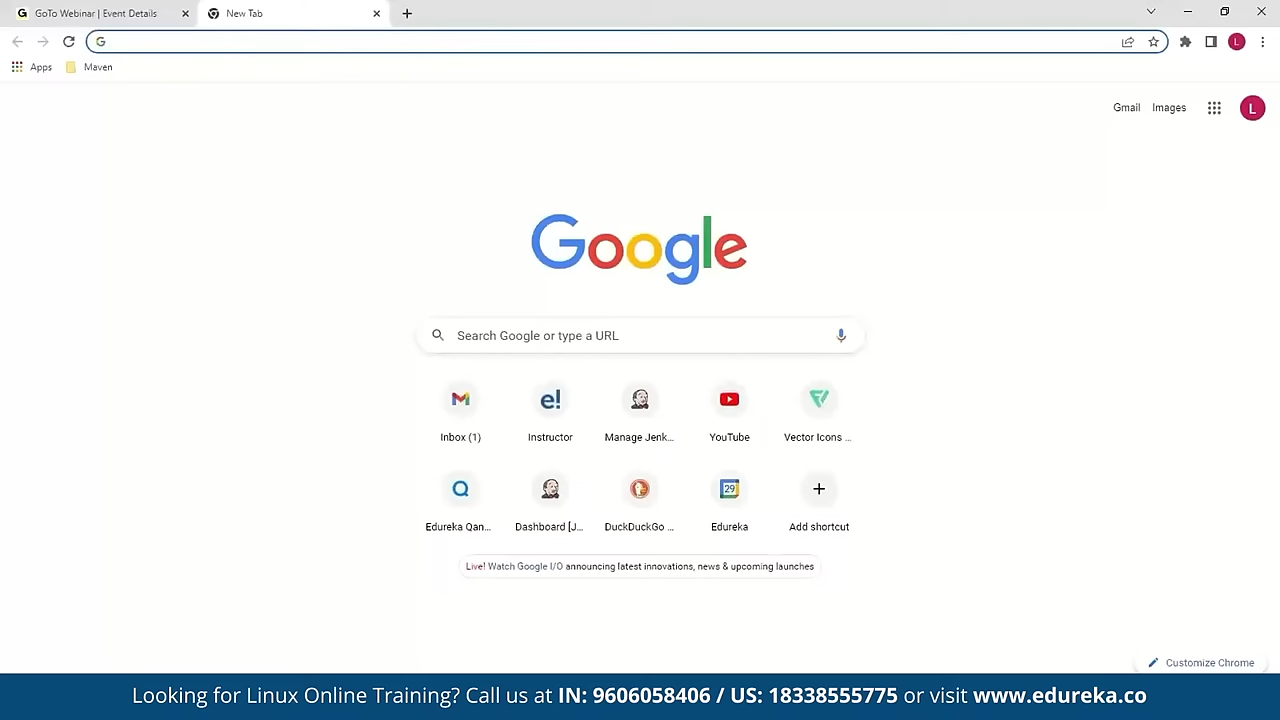 GoTo Webinar | Event Details
New Tab
G
Apps
Maven
Gmail
Images
L
Google
Search Google or type a URL
Inbox (1)
Instructor
Manage Jenk...
YouTube
Vector Icons ...
Edureka Qan...
Dashboard [J...
DuckDuckGo ...
Edureka
Add shortcut
Live! Watch Google I/O announcing latest innovations, news & upcoming launches
Customize Chrome
Looking for Linux Online Training? Call us at IN: 9606058406 / US: 18338555775 or visit www.edureka.co